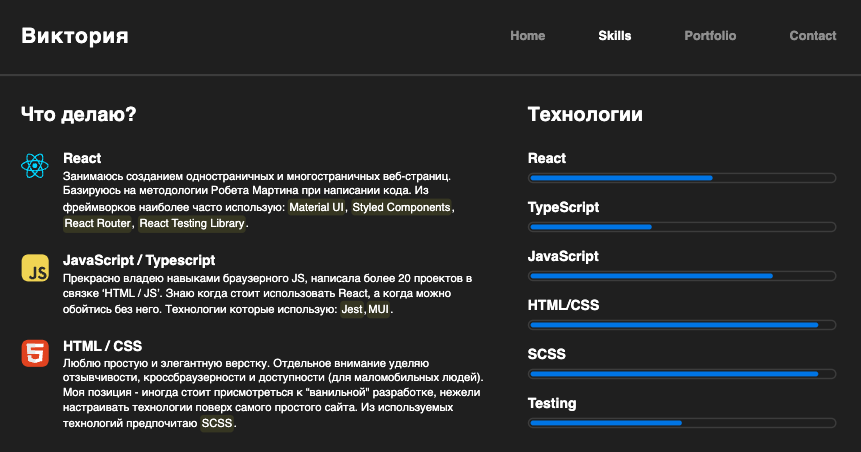 Виктория
Home
Skills
Portfolio
Contact
Что делаю?
React
Занимаюсь созданием одностраничных и многостраничных веб-страниц.
Базируюсь на методологии Робета Мартина при написании кода. Из
фреймворков наиболее часто использую: Material UI, Styled Components,
React Router, React Testing Library.
JS
JavaScript / Typescript
Прекрасно владею навыками браузерного JS, написала более 20 проектов в
связке ‘HTML / JS’. Знаю когда стоит использовать React, а когда можно
обойтись без него. Технологии которые использую: Jest,MUI.
5
HTML / CSS
Люблю простую и элегантную верстку. Отдельное внимание уделяю
отзывчивости, кроссбраузерности и доступности (для маломобильных людей).
Моя позиция - иногда стоит присмотреться к "ванильной" разработке, нежели
настраивать технологии поверх самого простого сайта. Из используемых
технологий предпочитаю SCSS.
Технологии
React
TypeScript
JavaScript
HTML/CSS
SCSS
Testing